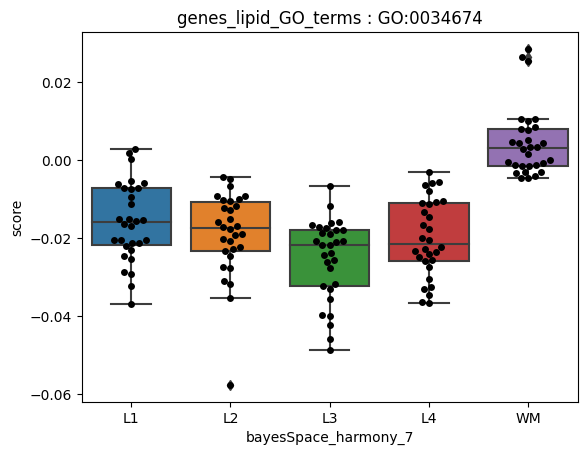 genes_lipid_GO_terms : GO:0034674
0.02
0.00
−0.02
−0.04
−0.06
score
L1 L2 L3 L4 WM
bayesSpace_harmony_7